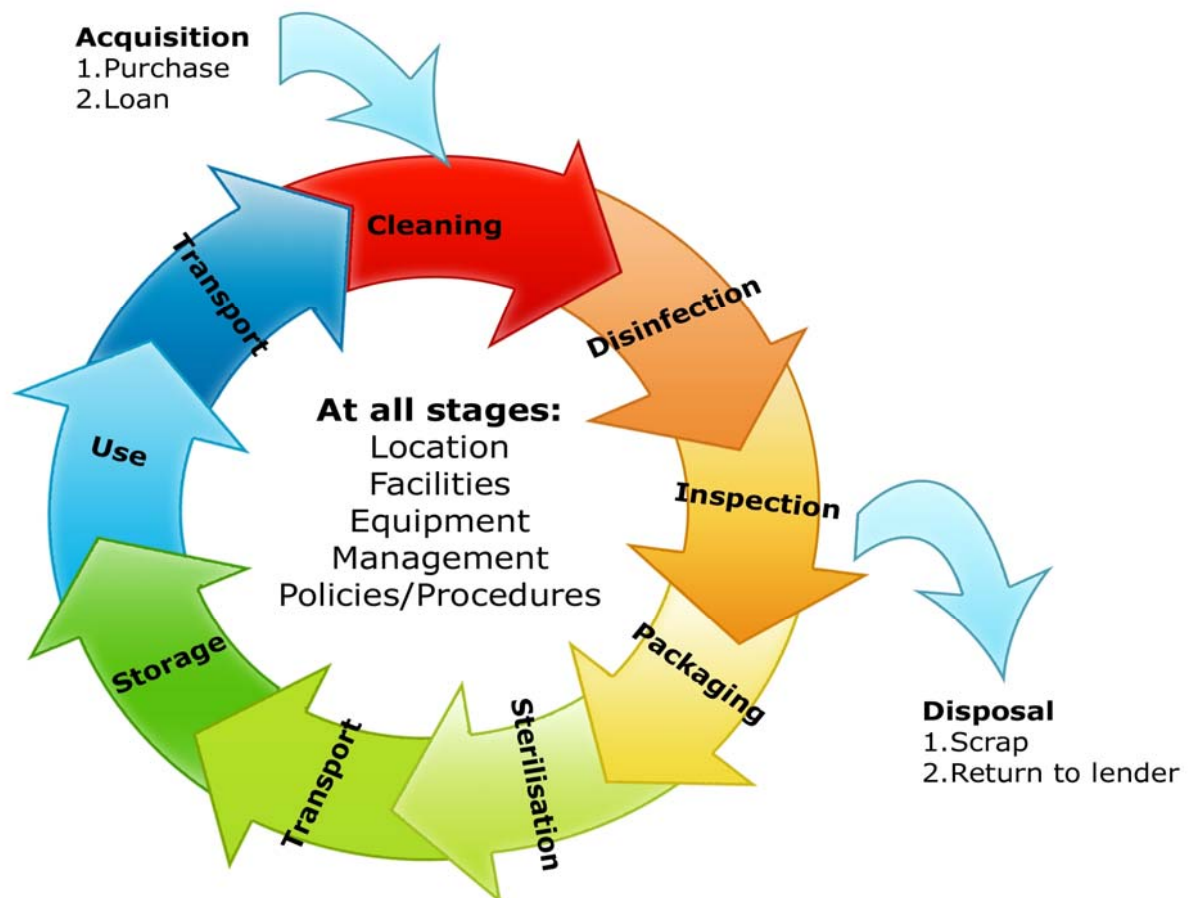 Acquisition
1.Purchase
2.Loan
Cleaning
Disinfection
Inspection
Packaging
Sterilisation
Transport
Storage
Use
Transport
At all stages:
Location
Facilities
Equipment
Management
Policies/Procedures
Disposal
1.Scrap
2.Return to lender